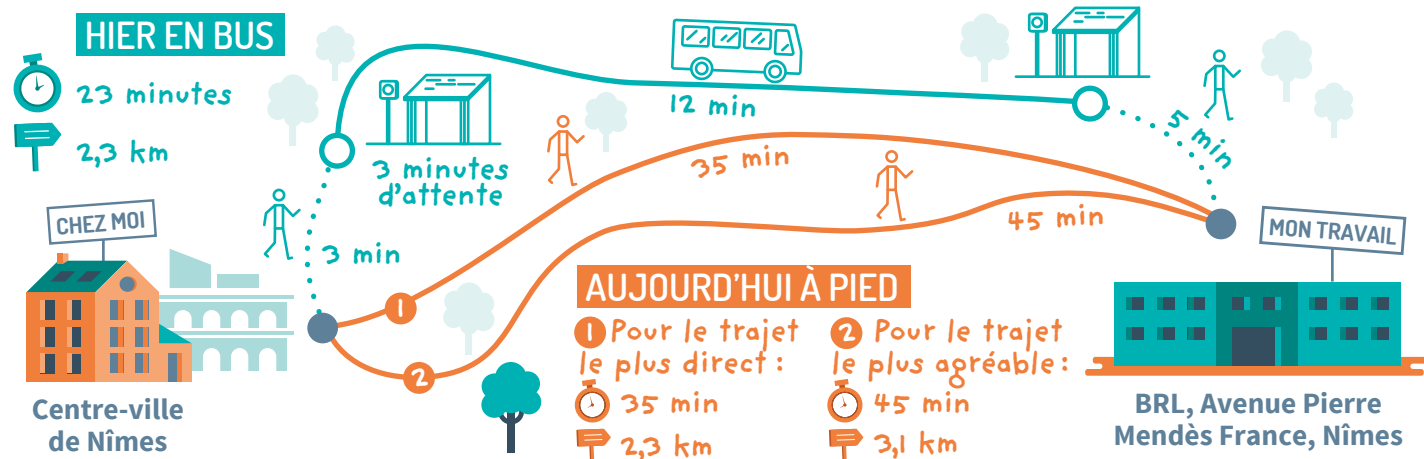 HIER EN BUS
23 minutes
2,3 km
12 min
5 min
3 minutes
d'attente
3 min
35 min
45 min
CHEZ MOI
MON TRAVAIL
1
2
AUJOURD'HUI À PIED
1 Pour le trajet
le plus direct :
35 min
2,3 km
2 Pour le trajet
le plus agréable :
45 min
3,1 km
Centre-ville
de Nîmes
BRL, Avenue Pierre
Mendès France, Nîmes